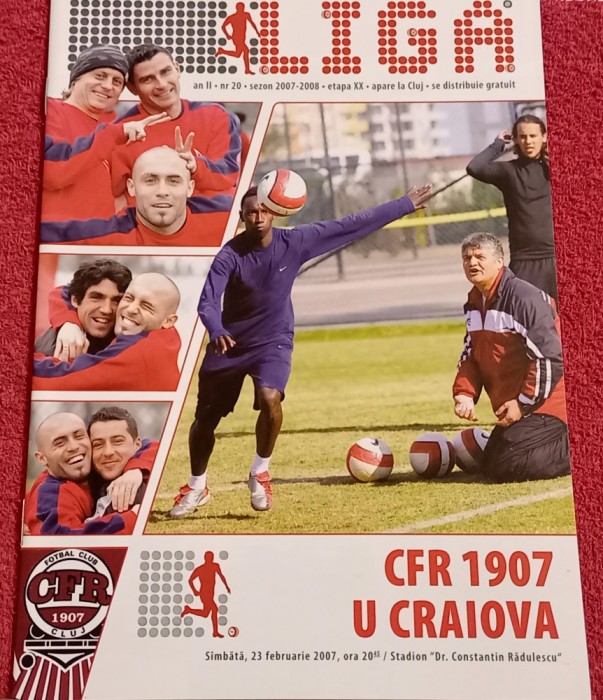 LIGA
an II • nr 20 • sezon 2007-2008 • etapa XX • apare la Cluj • se distribuie gratuit
FOTBAL CLUB
CFR
1907
CLUJ
CFR 1907
U CRAIOVA
Sîmbătă, 23 februarie 2007, ora 20⁴⁵ / Stadion "Dr. Constantin Rădulescu"